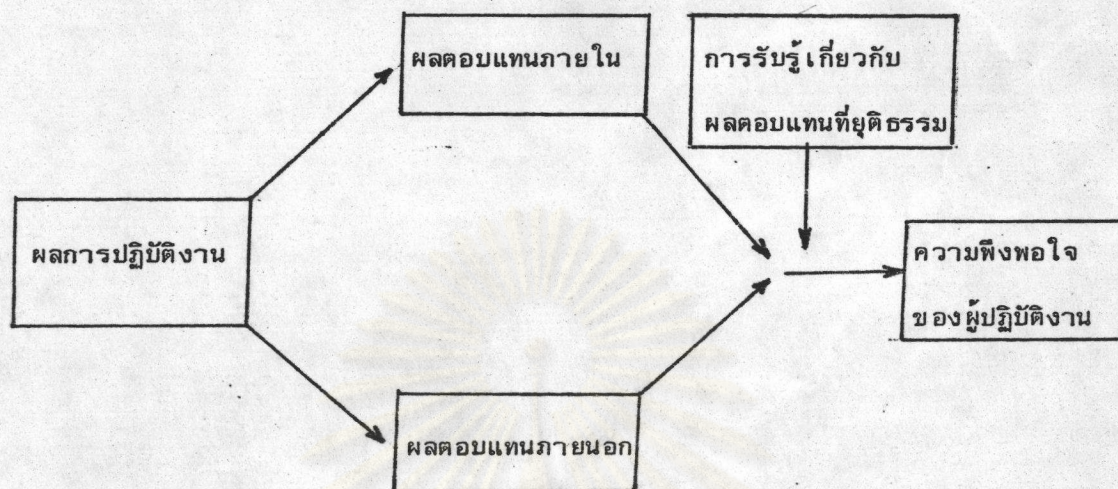 ผลตอบแทนภายใน
การรับรู้เกี่ยวกับ
ผลตอบแทนที่ยุติธรรม
ผลการปฏิบัติงาน
ความพึงพอใจ
ของผู้ปฏิบัติงาน
ผลตอบแทนภายนอก